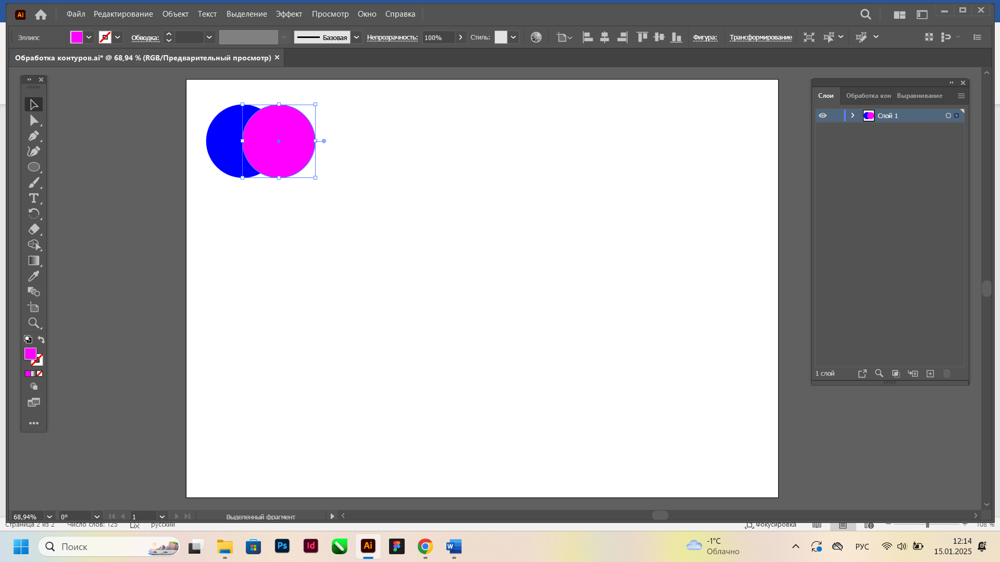 Ai Файл Редактирование Объект Текст Выделение Эффект Просмотр Окно Справка
Эллипс Обводка: Базовая Непрозрачность: 100% Стиль: Фигура: Трансформирование
Обработка контуров.ai* @ 68,94 % (RGB/Предварительный просмотр) ×
Слои Обработка кон Выравнивание
Слой 1
T
1 слой
68,94% 0° 1 Выделенный фрагмент
Страница 2 из 2 Число слов: 125 русский Фокусировка 108 %
Поиск Ps Id Ai
-1°C
Облачно
РУС
12:14
15.01.2025